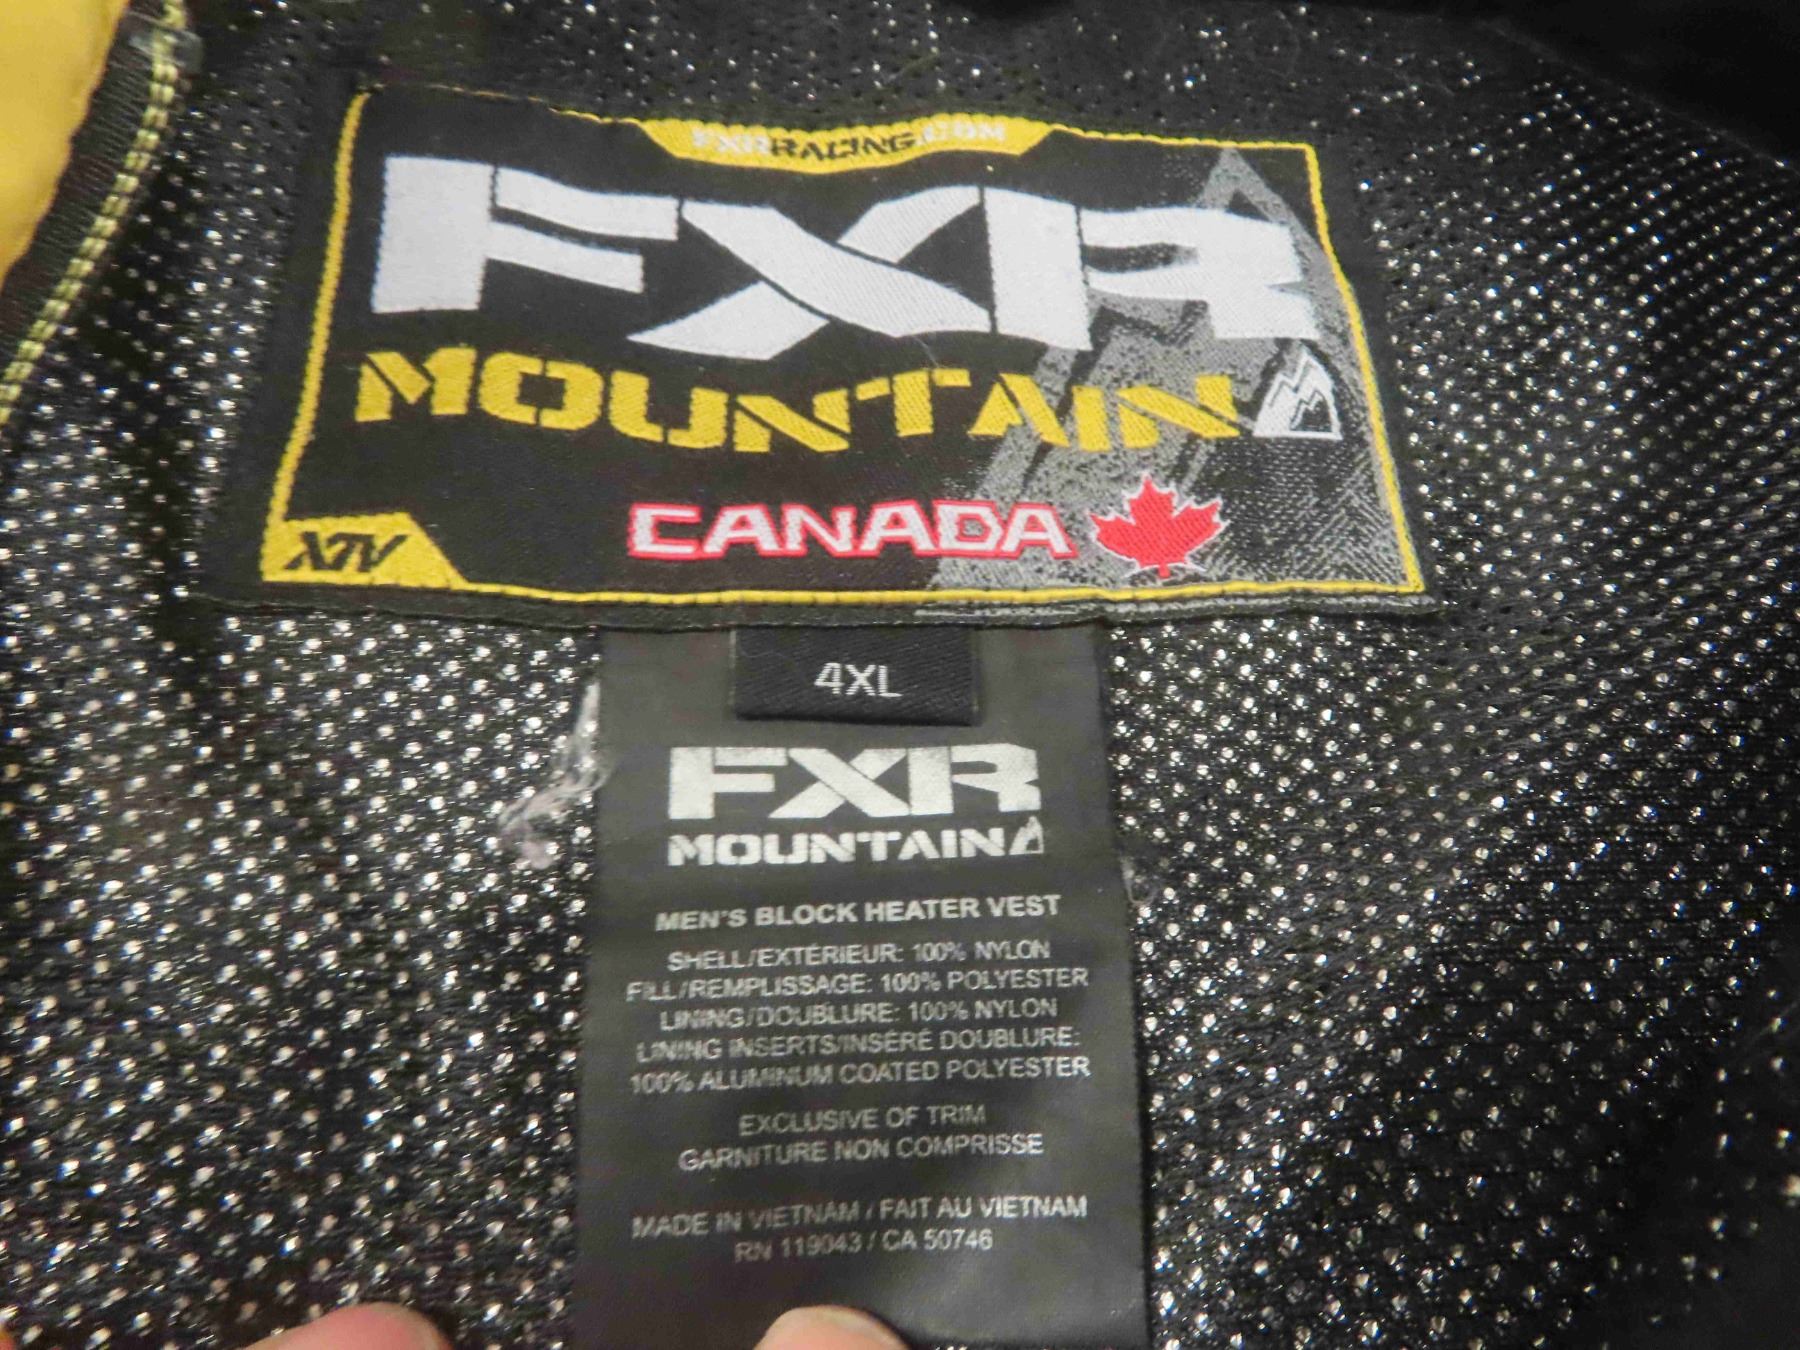 FXRRACING.COM
FXR
MOUNTAIN
CANADA
XIV
4XL
FXR
MOUNTAIN
MEN'S BLOCK HEATER VEST
SHELL/EXTÉRIEUR: 100% NYLON
FILL/REMPLISSAGE: 100% POLYESTER
LINING/DOUBLURE: 100% NYLON
LINING INSERTS/INSÉRÉ DOUBLURE:
100% ALUMINUM COATED POLYESTER
EXCLUSIVE OF TRIM
GARNITURE NON COMPRISSE
MADE IN VIETNAM / FAIT AU VIETNAM
RN 119043 / CA 50746